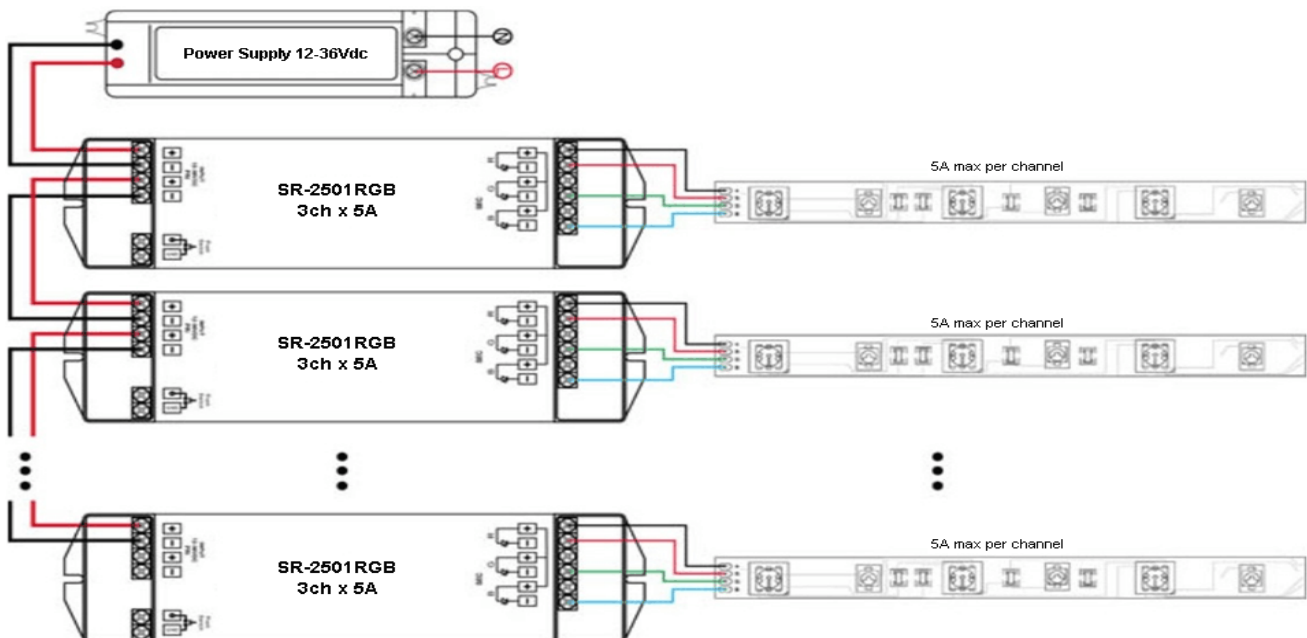 Power Supply 12-36Vdc
N
L
SR-2501RGB
3ch x 5A
5A max per channel
SR-2501RGB
3ch x 5A
5A max per channel
SR-2501RGB
3ch x 5A
5A max per channel